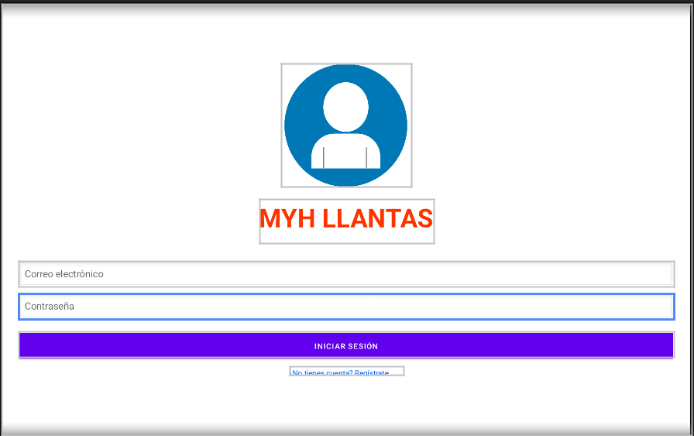 MYH LLANTAS
Correo electrónico
Contraseña
INICIAR SESIÓN
¿No tienes cuenta? Registrate